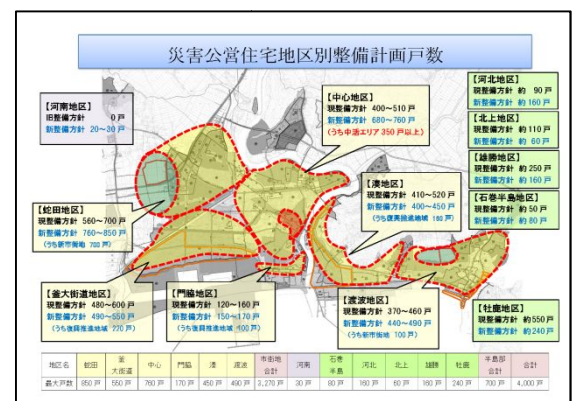 災害公営住宅地区別整備計画戸数
【河南地区】
旧整備方針 0戸
新整備方針 20～30戸
【中心地区】
現整備方針 400～510戸
新整備方針 680～760戸
(うち中活エリア350戸以上)
【河北地区】
現整備方針 約 90戸
新整備方針 約160戸
【北上地区】
現整備方針 約110戸
新整備方針 約 60戸
【雄勝地区】
現整備方針 約250戸
新整備方針 約160戸
【石巻半島地区】
現整備方針 約 50戸
新整備方針 約 80戸
【湊地区】
現整備方針 410～520戸
新整備方針 400～450戸
(うち復興推進地域 160戸)
【蛇田地区】
現整備方針 560～700戸
新整備方針 760～850戸
(うち新市街地 700戸)
【釜大街道地区】
現整備方針 480～600戸
新整備方針 490～550戸
(うち復興推進地域 220戸)
【門脇地区】
現整備方針 120～160戸
新整備方針 150～170戸
(うち復興推進地域 100戸)
【渡波地区】
現整備方針 370～460戸
新整備方針 440～490戸
(うち新市街地 100戸)
【牡鹿地区】
現整備方針 約550戸
新整備方針 約240戸
地区名 蛇田 釜大街道 中心 門脇 湊 渡波 市街地合計 河南 石巻半島 河北 北上 雄勝 牡鹿 半島部合計 合計
最大戸数 850戸 550戸 760戸 170戸 450戸 490戸 3,270戸 30戸 80戸 160戸 60戸 160戸 240戸 700戸 4,000戸